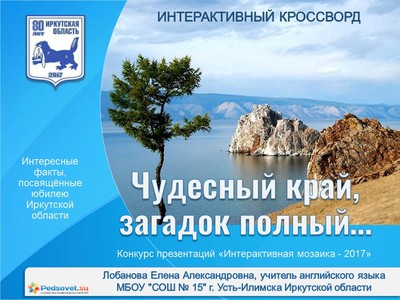 ИНТЕРАКТИВНЫЙ КРОССВОРД
80
ЛЕТ
ИРКУТСКАЯ
ОБЛАСТЬ
2017
Интересные
факты,
посвящённые
юбилею
Иркутской
области
Чудесный край,
загадок полный...
Конкурс презентаций «Интерактивная мозаика - 2017»
Pedsovet.su
Лобанова Елена Александровна, учитель английского языка
МБОУ "СОШ № 15" г. Усть-Илимска Иркутской области